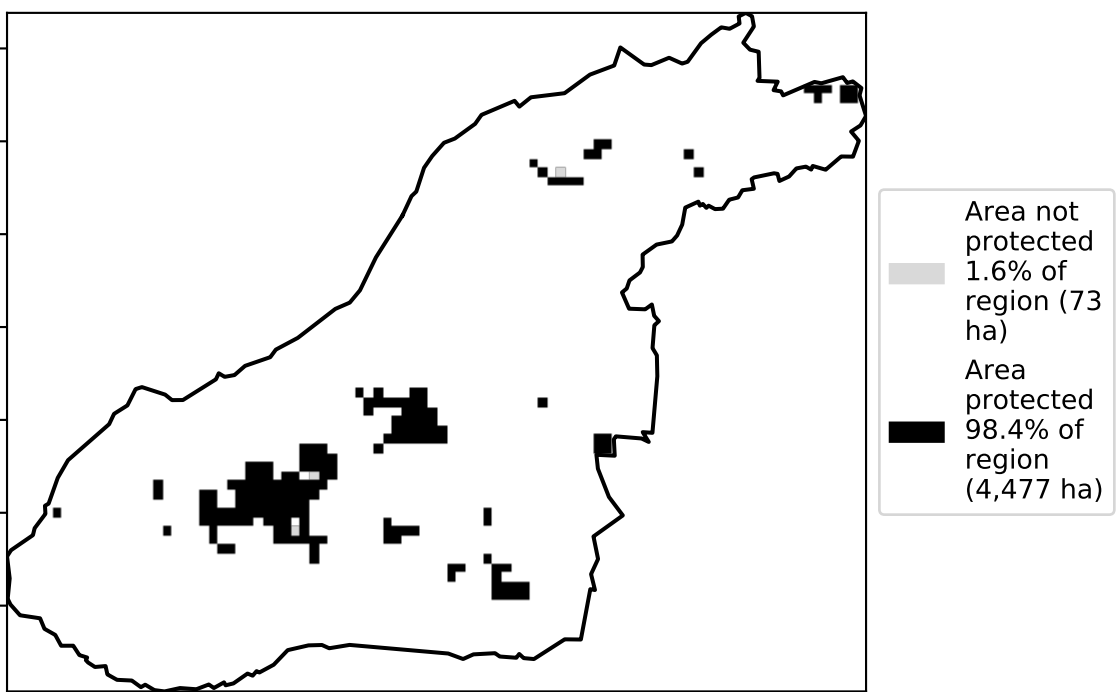 Area not
protected
1.6% of
region (73
ha)
Area
protected
98.4% of
region
(4,477 ha)